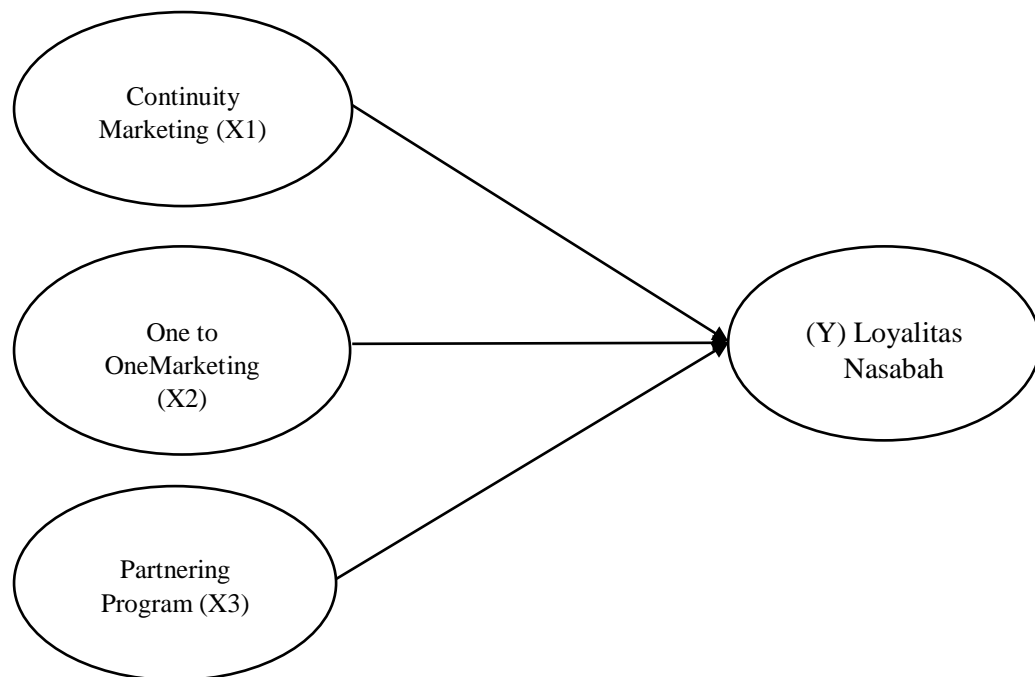 Continuity
Marketing (X1)
One to
OneMarketing
(X2)
(Y) Loyalitas
Nasabah
Partnering
Program (X3)